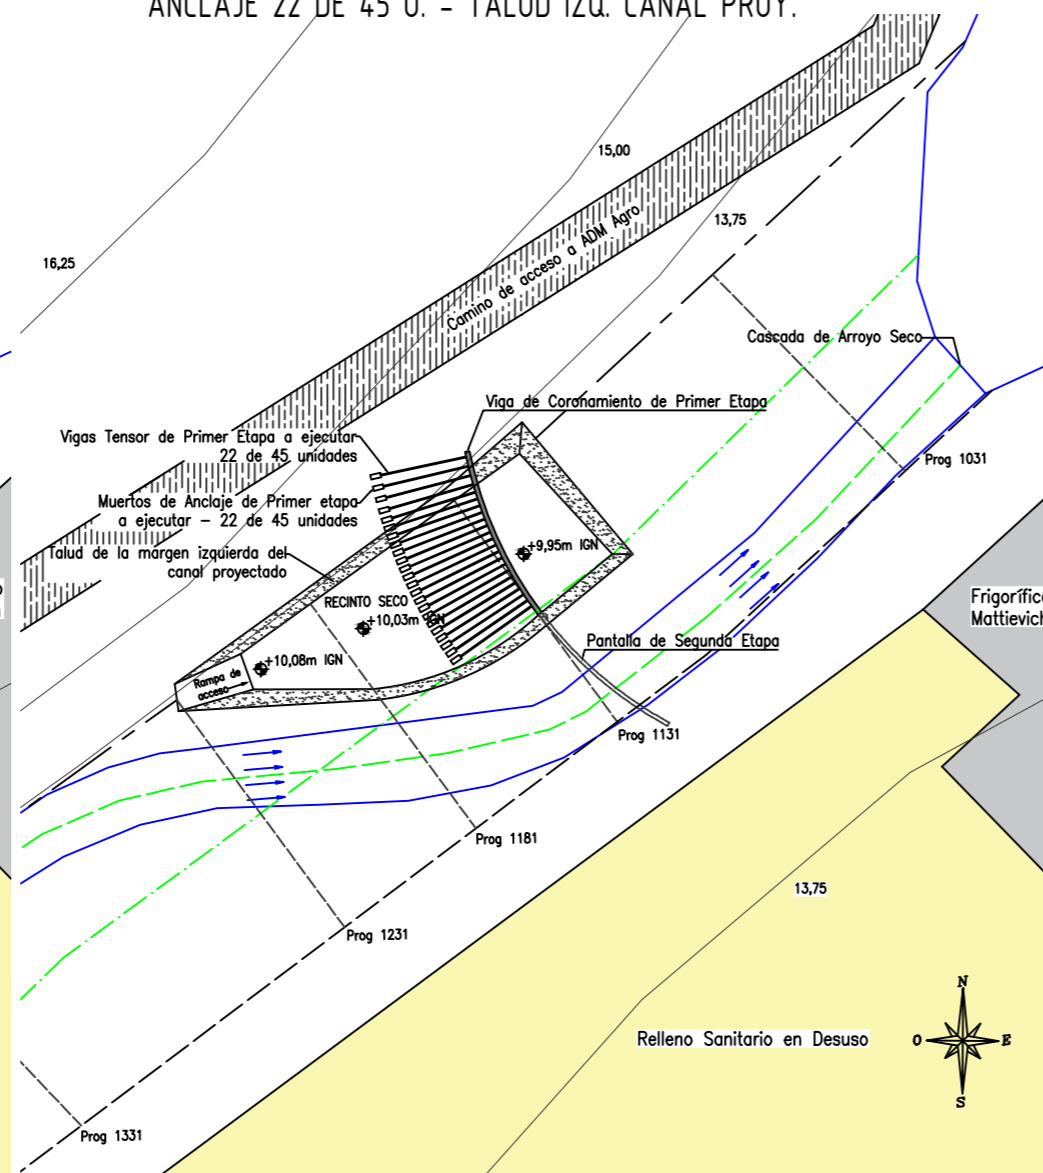 ANCLAJE 22 DE 45 U. - TALUD IZQ. CANAL PROY.
15,00
13,75
16,25
Camino de acceso a ADM Agro
Cascada de Arroyo Seco
Viga de Coronamiento de Primer Etapa
Vigas Tensor de Primer Etapa a ejecutar
22 de 45 unidades
Prog 1031
Muertos de Anclaje de Primer etapa
a ejecutar - 22 de 45 unidades
Talud de la márgen izquierda del
canal proyectado
+9,95m IGN
RECINTO SECO
+10,03m IGN
Frigorífico
Mattievich
Pantalla de Segunda Etapa
+10,08m IGN
Rampa de
acceso
Prog 1131
Prog 1181
13,75
Prog 1231
N
Relleno Sanitario en Desuso
O
E
S
Prog 1331